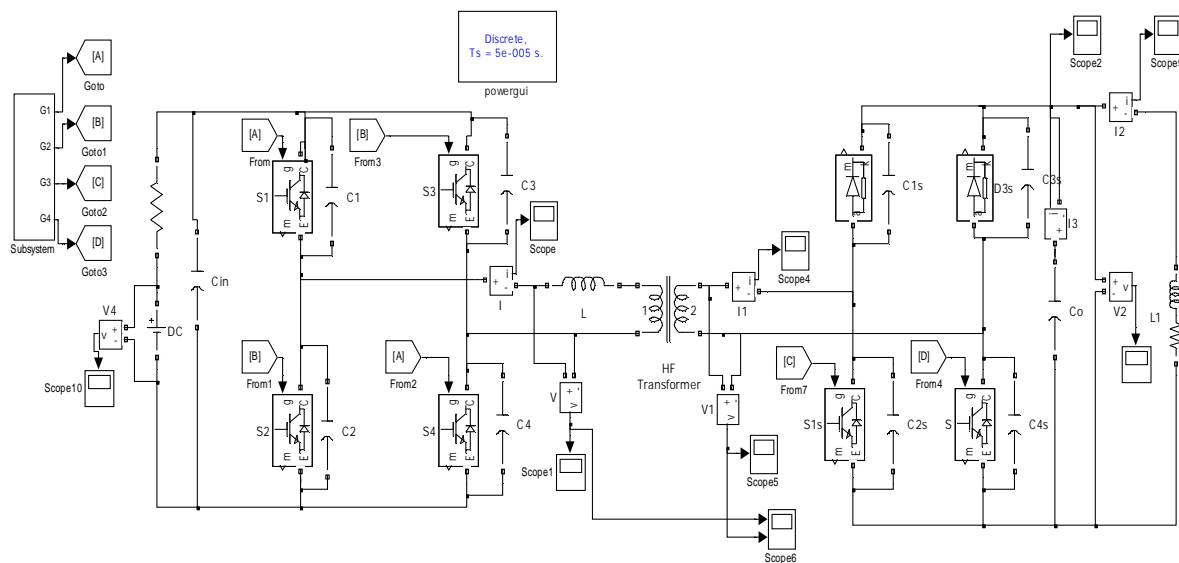 Discrete,
Ts = 5e-005 s.
powergui
G1
G2
G3
G4
Subsystem
[A]
Goto
[B]
Goto1
[C]
Goto2
[D]
Goto3
V4
v
+
-
Scope10
+
DC
Cin
[A]
From
[B]
From3
S1
g
C
m
E
C1
S3
g
C
m
E
C3
[B]
From1
[A]
From2
S2
g
C
m
E
C2
S4
g
C
m
E
C4
Scope
+
i
-
I
L
1
2
HF
Transformer
V
+
-
v
Scope1
V1
+
-
v
Scope5
Scope6
+
i
-
I1
Scope4
m
k
a
C1s
m
k
a
D3s
C3s
[C]
From7
[D]
From4
S1s
g
C
m
E
C2s
S
g
C
m
E
C4s
Scope2
i
-
+
I3
Co
+
i
-
I2
+
-
v
V2
L1